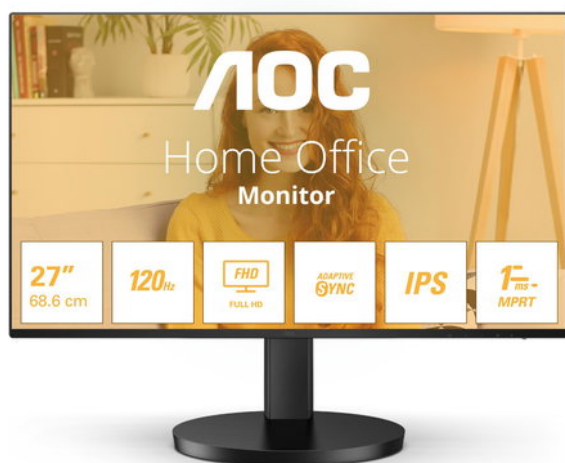 AOC
Home Office
Monitor
27"
68.6 cm
120Hz
FHD
FULL HD
ADAPTIVE
SYNC
IPS
1ms
MPRT